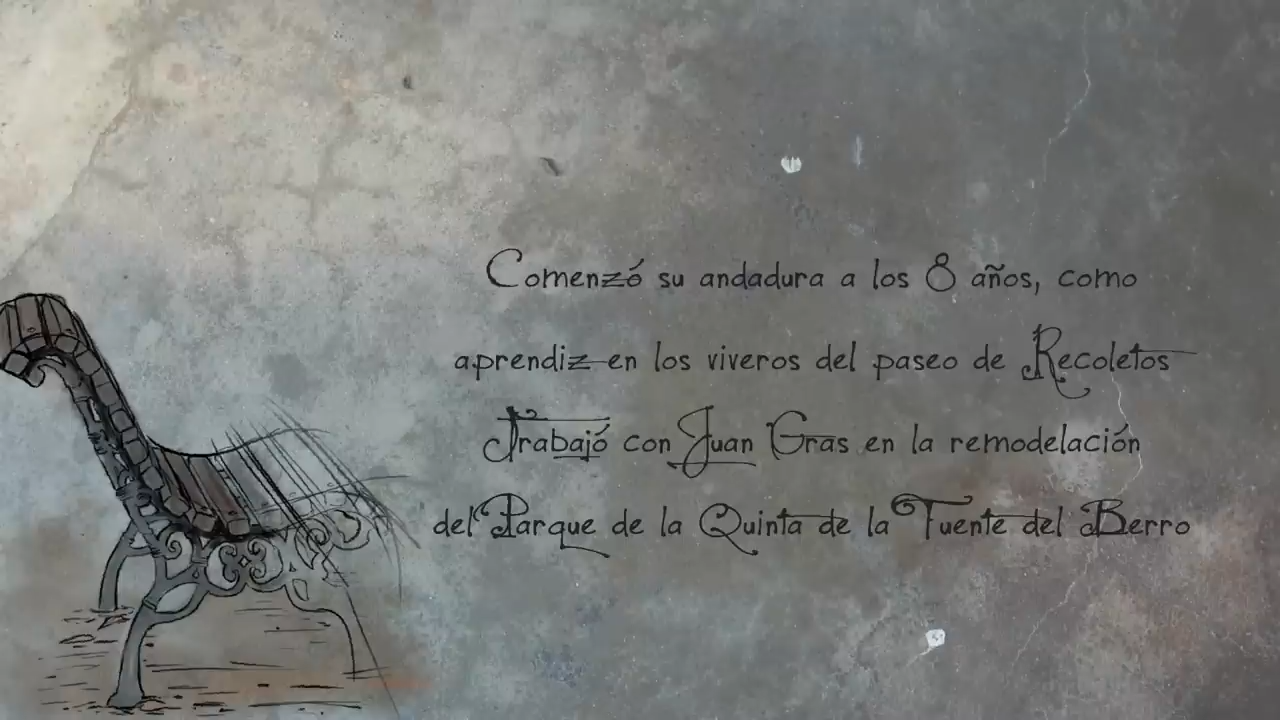 Comenzó su andadura a los 8 años, como
aprendiz en los viveros del paseo de Recoletos
Trabajó con Juan Gras en la remodelación
del Parque de la Quinta de la Fuente del Berro